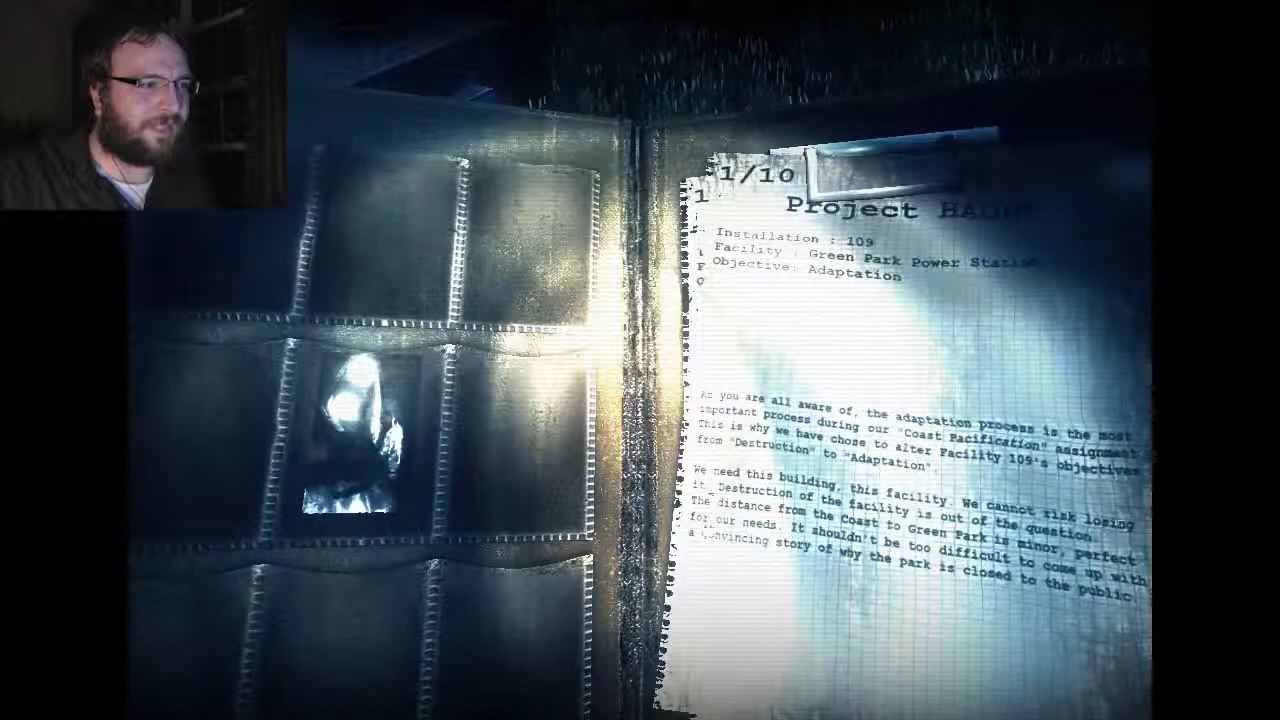 1/10
1
Project
Installation : 109
Facility : Green Park Power Station
Objective: Adaptation
F
O
As you are all aware of, the adaptation process is the most
important process during our "Coast Pacification" assignment
This is why we have chose to alter Facility 109's objectives
from "Destruction" to "Adaptation".
We need this building, this facility. We cannot risk losing
it. Destruction of the facility is out of the question
The distance from the Coast to Green Park is minor, perfect
for our needs. It shouldn't be too difficult to come up with
a convincing story of why the park is closed to the public.